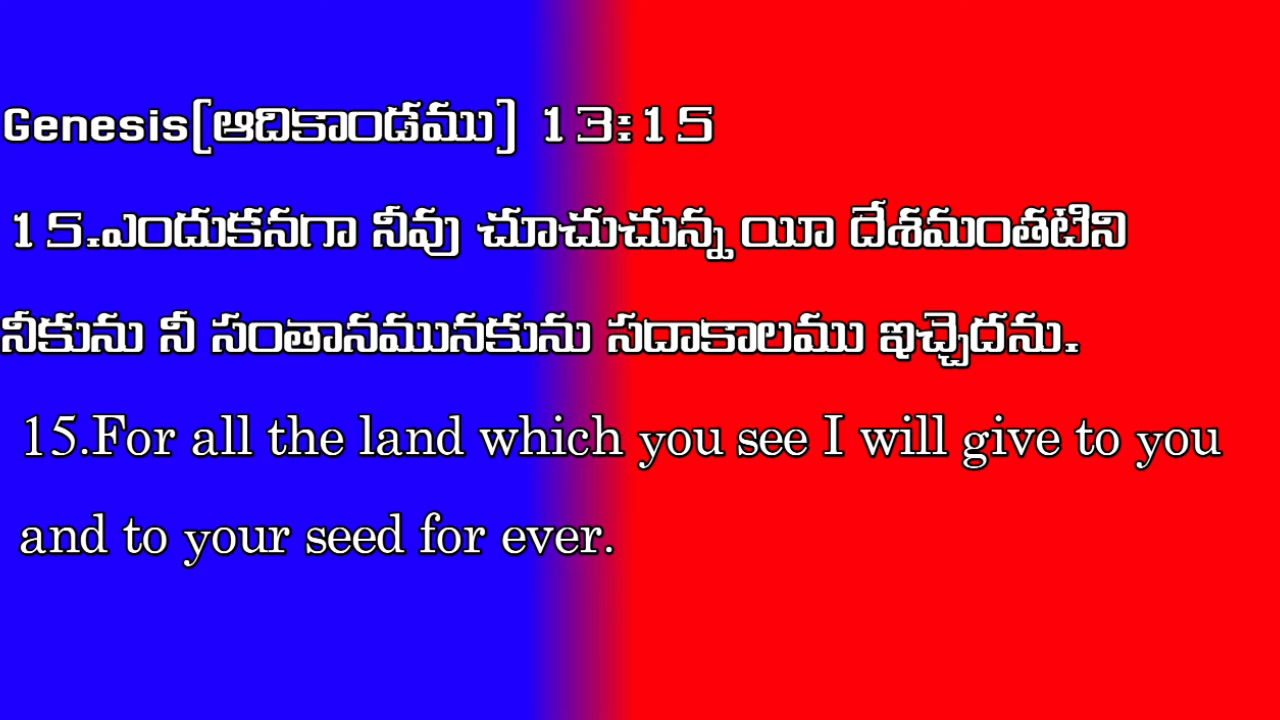 Genesis[ఆదికాండము] 13:15
15.ఎందుకనగా నీవు చూచుచున్న యీ దేశమంతటిని
నీకును నీ సంతానమునకును సదాకాలము ఇచ్చెదను.
15.For all the land which you see I will give to you
and to your seed for ever.